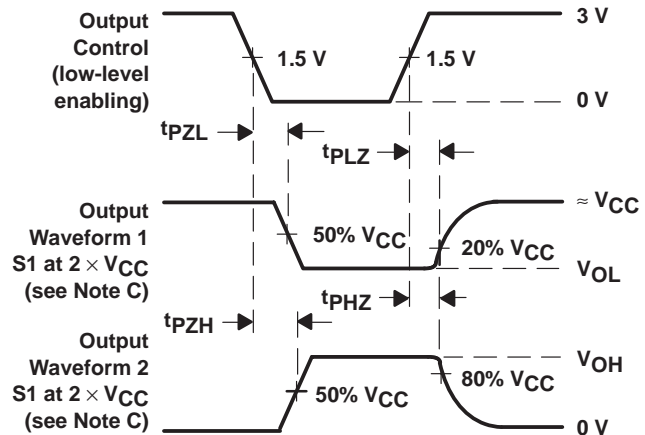 Output
Control
(low-level
enabling)
3 V
1.5 V
1.5 V
0 V
tPZL
tPLZ
Output
Waveform 1
S1 at 2 × VCC
(see Note C)
≈ VCC
50% VCC
20% VCC
VOL
tPZH
tPHZ
Output
Waveform 2
S1 at 2 × VCC
(see Note C)
VOH
50% VCC
80% VCC
0 V